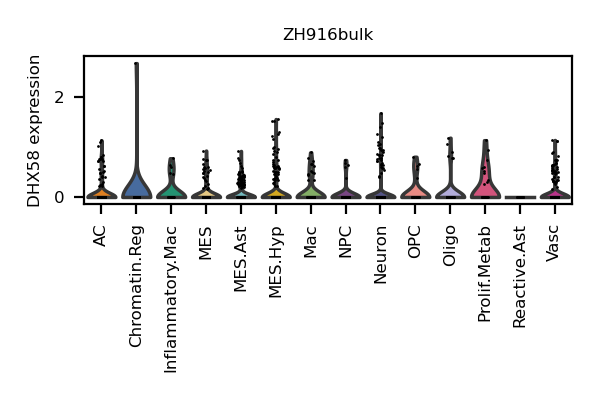 ZH916bulk
DHX58 expression
2
0
AC
Chromatin.Reg
Inflammatory.Mac
MES
MES.Ast
MES.Hyp
Mac
NPC
Neuron
OPC
Oligo
Prolif.Metab
Reactive.Ast
Vasc